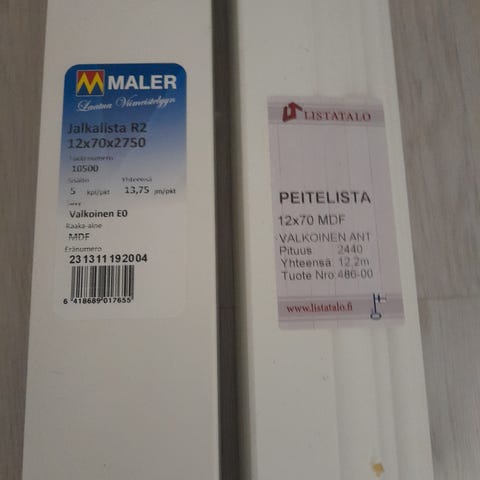 MALER
Laatua Viimeistelyyn
Jalkalista R2
12x70x2750
Tuotenumero
10500
Sisältö Yhteensä
5 kpl/pkt 13,75 jm/pkt
Sävy
Valkoinen E0
Raaka-aine
MDF
Eränumero
23 13 11 19 20 04
6 418689 017655
LISTATALO
PEITELISTA
12x70 MDF
VALKOINEN ANT
Pituus 2440
Yhteensä: 12,2m
Tuote Nro: 486-00
www.listatalo.fi